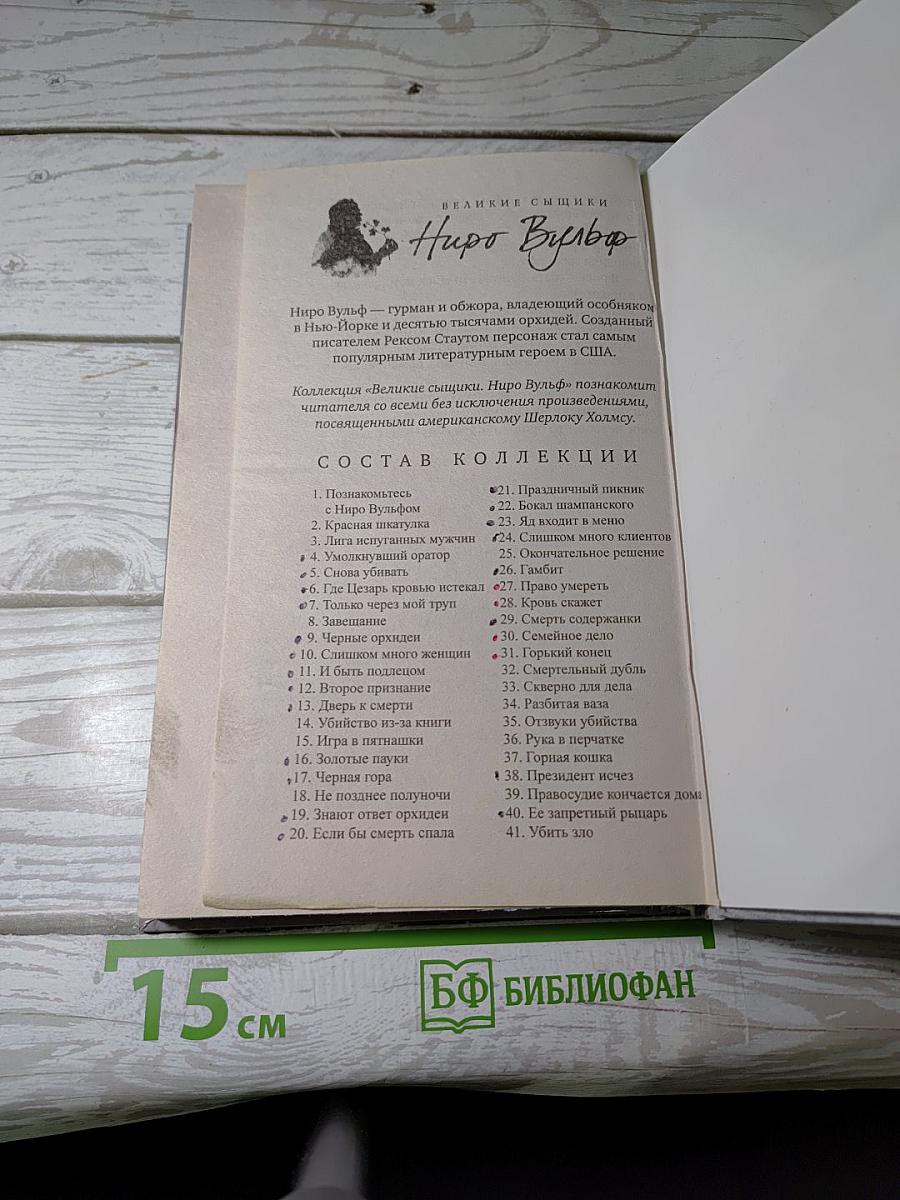 ВЕЛИКИЕ СЫЩИКИ
Ниро Вульф
Ниро Вульф — гурман и обжора, владеющий особняком
в Нью-Йорке и десятью тысячами орхидей. Созданный
писателем Рексом Стаутом персонаж стал самым
популярным литературным героем в США.
Коллекция «Великие сыщики. Ниро Вульф» познакомит
читателя со всеми без исключения произведениями,
посвященными американскому Шерлоку Холмсу.
СОСТАВ КОЛЛЕКЦИИ
1. Познакомьтесь
с Ниро Вульфом
2. Красная шкатулка
3. Лига испуганных мужчин
4. Умолкнувший оратор
5. Снова убивать
6. Где Цезарь кровью истекал
7. Только через мой труп
8. Завещание
9. Черные орхидеи
10. Слишком много женщин
11. И быть подлецом
12. Второе признание
13. Дверь к смерти
14. Убийство из-за книги
15. Игра в пятнашки
16. Золотые пауки
17. Черная гора
18. Не позднее полуночи
19. Знают ответ орхидеи
20. Если бы смерть спала
21. Праздничный пикник
22. Бокал шампанского
23. Яд входит в меню
24. Слишком много клиентов
25. Окончательное решение
26. Гамбит
27. Право умереть
28. Кровь скажет
29. Смерть содержанки
30. Семейное дело
31. Горький конец
32. Смертельный дубль
33. Скверно для дела
34. Разбитая ваза
35. Отзвуки убийства
36. Рука в перчатке
37. Горная кошка
38. Президент исчез
39. Правосудие кончается дома
40. Ее запретный рыцарь
41. Убить зло
15 см
БФ БИБЛИОФАН